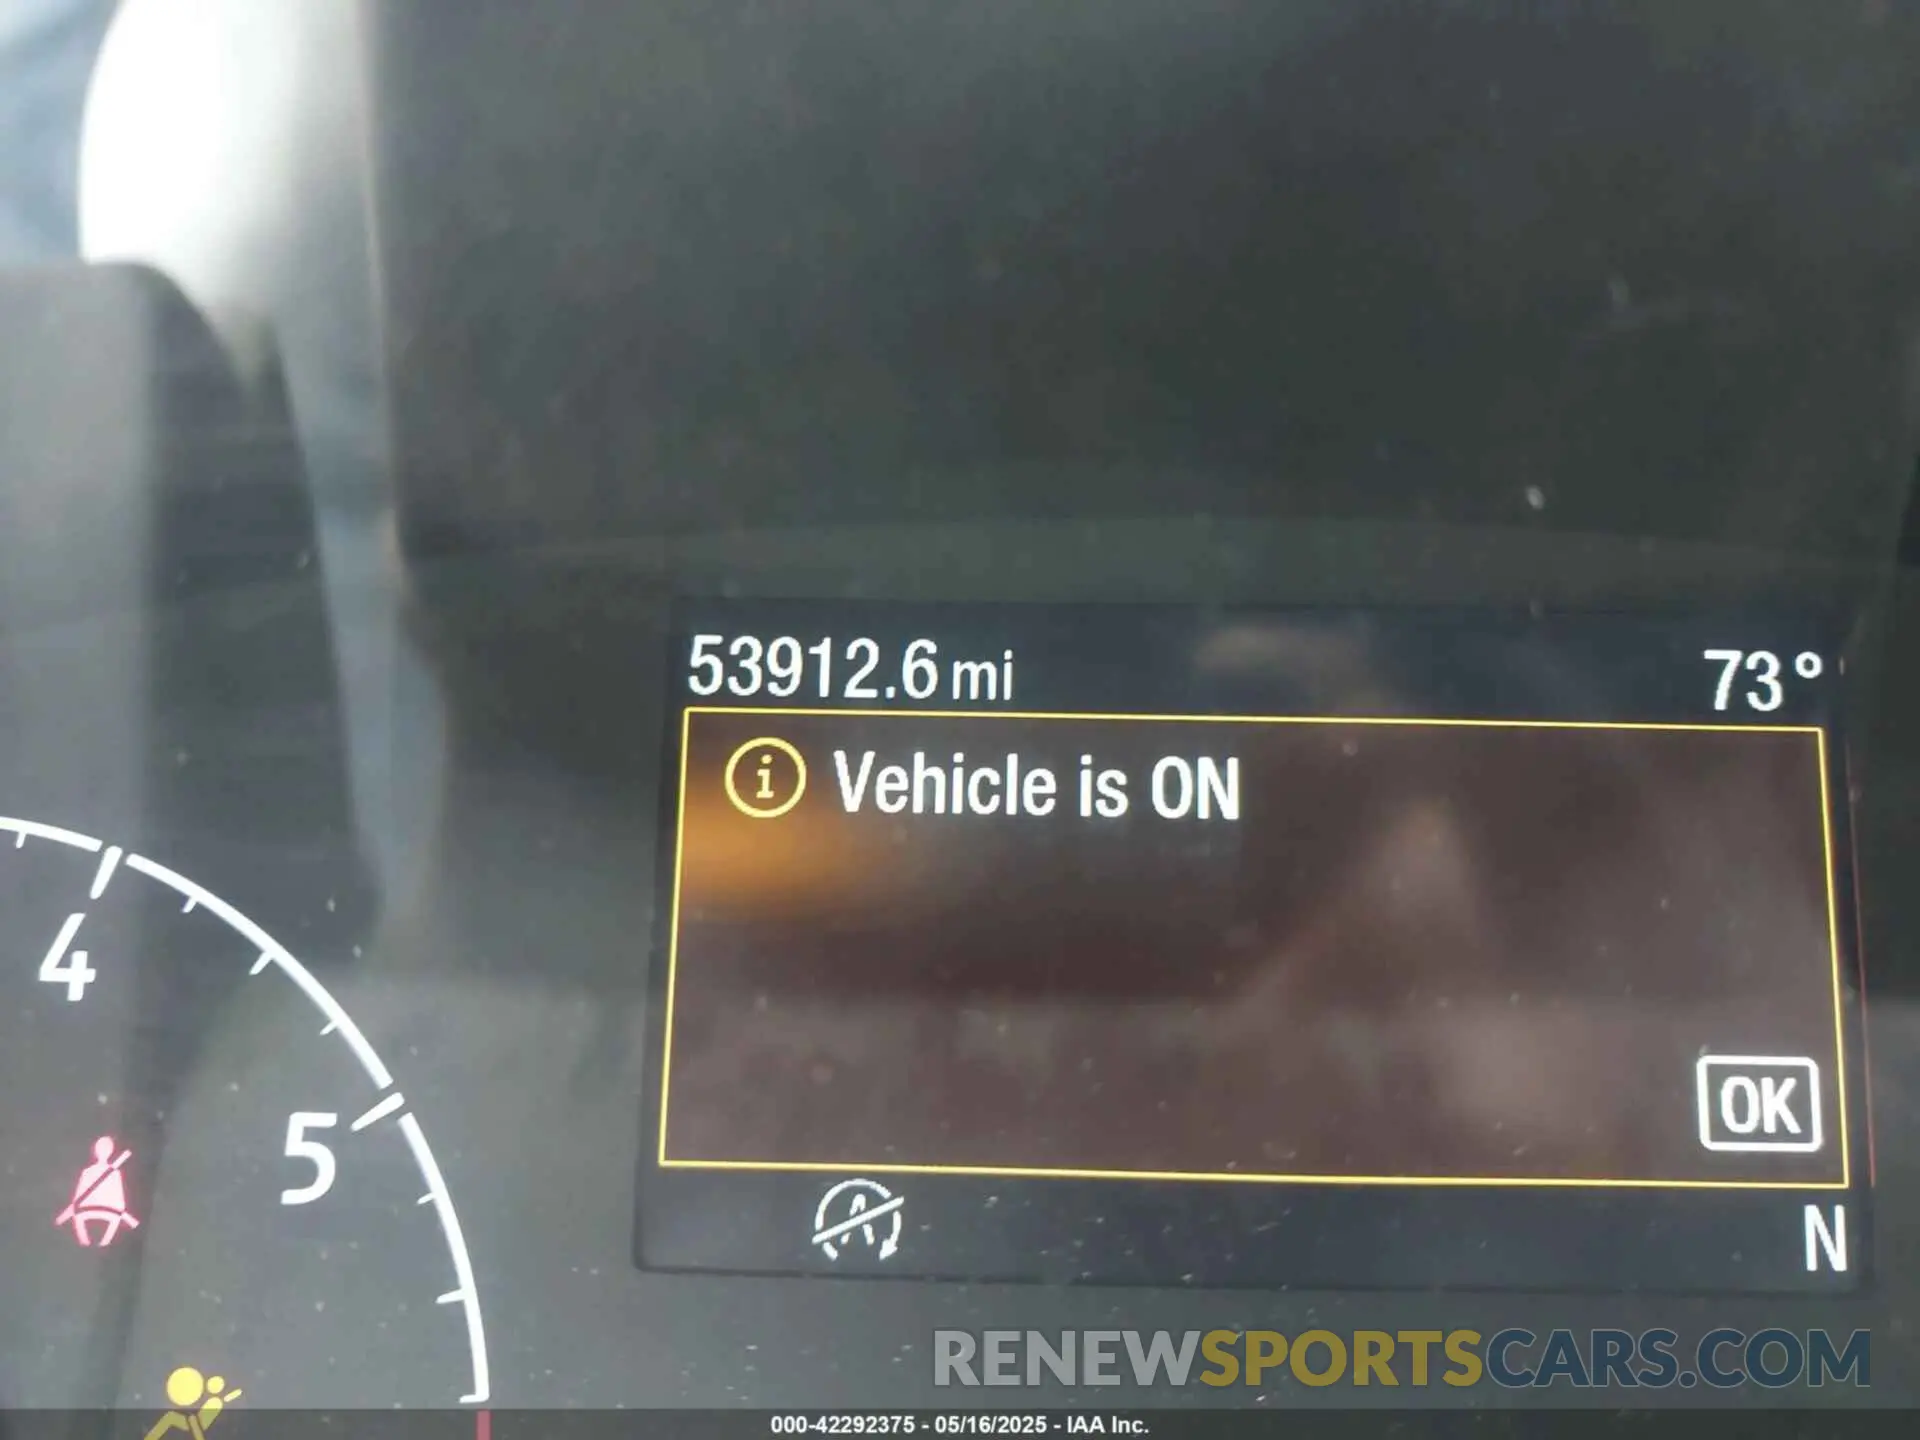 53912.6 mi
73°
i Vehicle is ON
4
5
OK
A
N
RENEWSPORTSCARS.COM
000-42292375 - 05/16/2025 - IAA Inc.